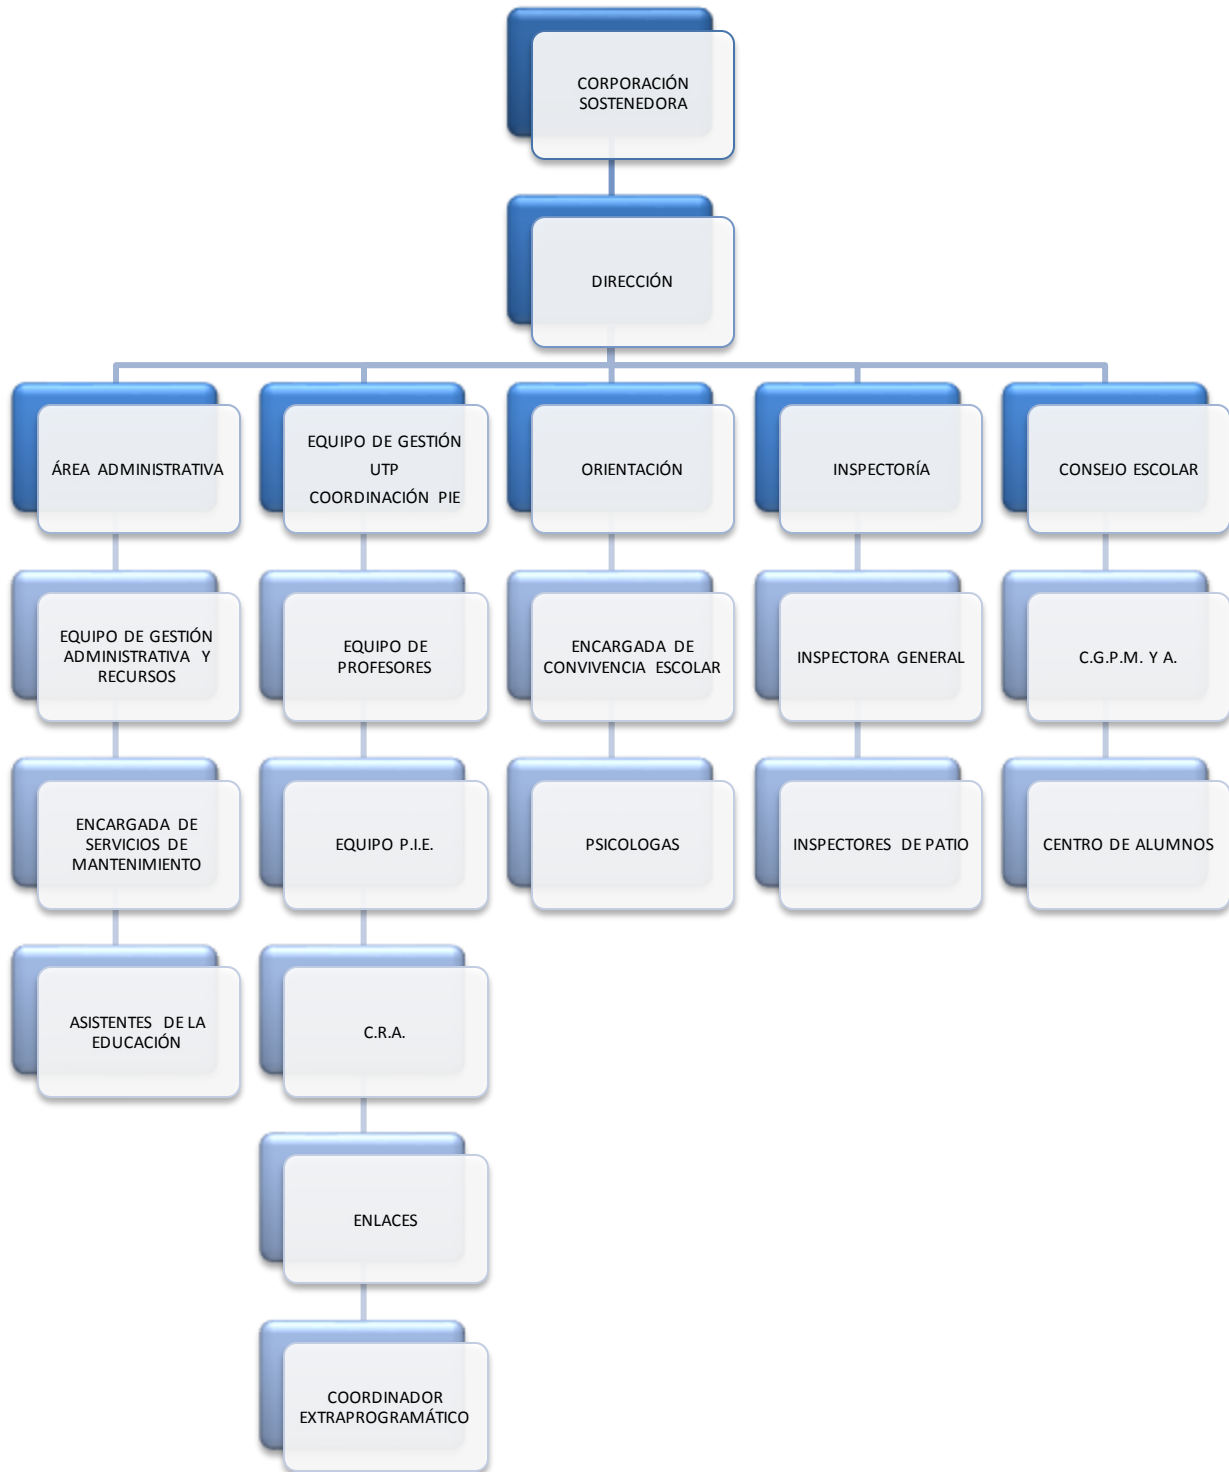 CORPORACIÓN
SOSTENEDORA
DIRECCIÓN
ÁREA ADMINISTRATIVA
EQUIPO DE GESTIÓN
UTP
COORDINACIÓN PIE
ORIENTACIÓN
INSPECTORÍA
CONSEJO ESCOLAR
EQUIPO DE GESTIÓN
ADMINISTRATIVA Y
RECURSOS
EQUIPO DE
PROFESORES
ENCARGADA DE
CONVIVENCIA ESCOLAR
INSPECTORA GENERAL
C.G.P.M. Y A.
ENCARGADA DE
SERVICIOS DE
MANTENIMIENTO
EQUIPO P.I.E.
PSICOLOGAS
INSPECTORES DE PATIO
CENTRO DE ALUMNOS
ASISTENTES DE LA
EDUCACIÓN
C.R.A.
ENLACES
COORDINADOR
EXTRAPROGRAMÁTICO